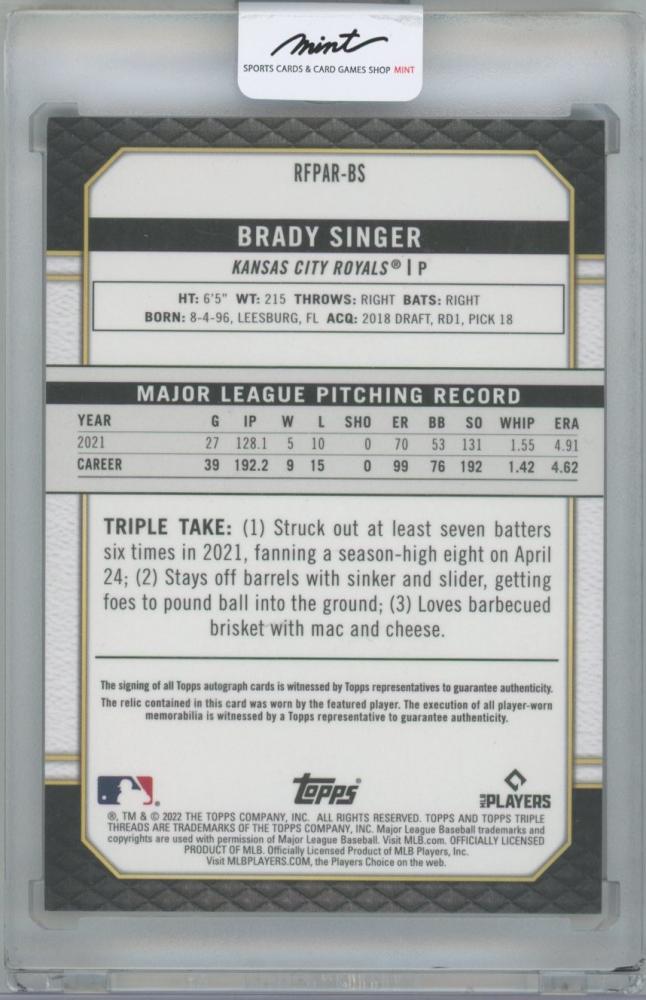 mint
SPORTS CARDS & CARD GAMES SHOP MINT
RFPAR-BS
BRADY SINGER
KANSAS CITY ROYALS® | P
HT: 6'5" WT: 215 THROWS: RIGHT BATS: RIGHT
BORN: 8-4-96, LEESBURG, FL ACQ: 2018 DRAFT, RD1, PICK 18
MAJOR LEAGUE PITCHING RECORD
YEAR G IP W L SHO ER BB SO WHIP ERA
2021 27 128.1 5 10 0 70 53 131 1.55 4.91
CAREER 39 192.2 9 15 0 99 76 192 1.42 4.62
TRIPLE TAKE: (1) Struck out at least seven batters
six times in 2021, fanning a season-high eight on April
24; (2) Stays off barrels with sinker and slider, getting
foes to pound ball into the ground; (3) Loves barbecued
brisket with mac and cheese.
The signing of all Topps autograph cards is witnessed by Topps representatives to guarantee authenticity.
The relic contained in this card was worn by the featured player. The execution of all player-worn
memorabilia is witnessed by a Topps representative to guarantee authenticity.
topps
MLB PLAYERS
®, TM & © 2022 THE TOPPS COMPANY, INC. ALL RIGHTS RESERVED. TOPPS AND TOPPS TRIPLE
THREADS ARE TRADEMARKS OF THE TOPPS COMPANY, INC. Major League Baseball trademarks and
copyrights are used with permission of Major League Baseball. Visit MLB.com. OFFICIALLY LICENSED
PRODUCT OF MLB. Officially Licensed Product of MLB Players, Inc.
Visit MLBPLAYERS.COM, the Players Choice on the web.